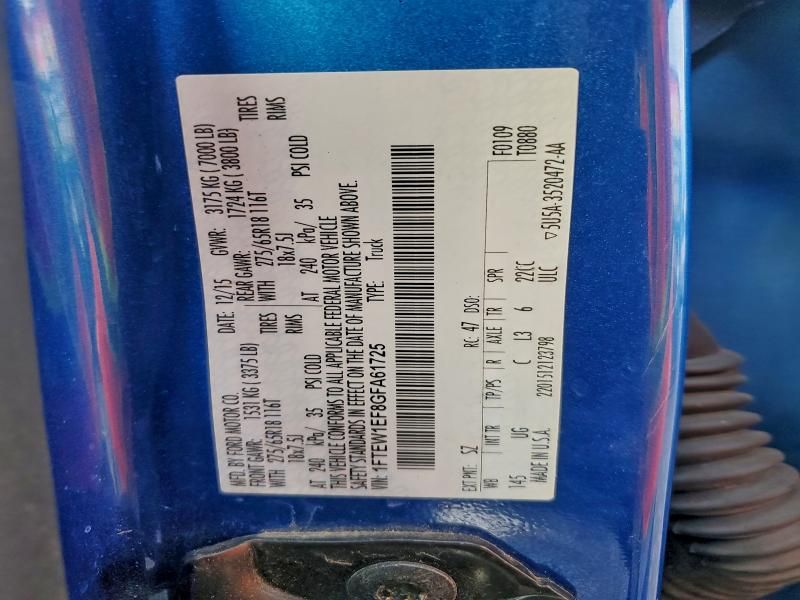 MFD. BY FORD MOTOR CO.
DATE: 12/15 GVWR: 3175 KG ( 7000 LB)
FRONT GAWR: 1531 KG ( 3375 LB) REAR GAWR: 1724 KG ( 3800 LB)
WITH 275/65R18 116T TIRES WITH 275/65R18 116T TIRES
18x7.5J RIMS 18x7.5J RIMS
AT 240 kPa/ 35 PSI COLD AT 240 kPa/ 35 PSI COLD
THIS VEHICLE CONFORMS TO ALL APPLICABLE FEDERAL MOTOR VEHICLE
SAFETY STANDARDS IN EFFECT ON THE DATE OF MANUFACTURE SHOWN ABOVE.
VIN: 1FTEW1EF8GFA61725 TYPE: Truck
EXT PNT: SZ RC: 47 DSO: F0109
WB INT TR TP/PS R AXLE TR SPR T0880
145 UG C L3 6 22CC
MADE IN U.S.A. 2201512123798 ULC ▽5U5A-3520472-AA